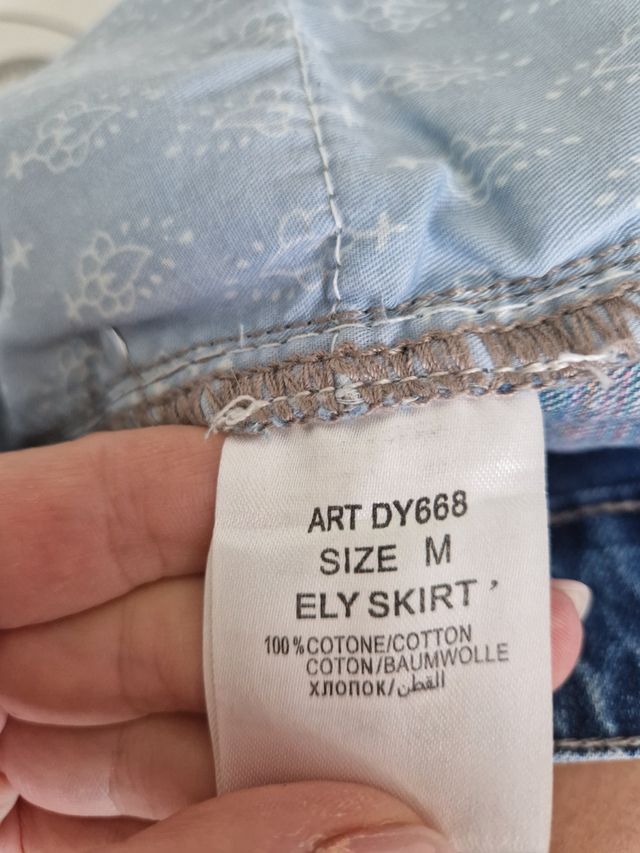 ART DY668
SIZE M
ELY SKIRT ’
100 % COTONE/COTTON
COTON/BAUMWOLLE
ХЛОПОК/القطن